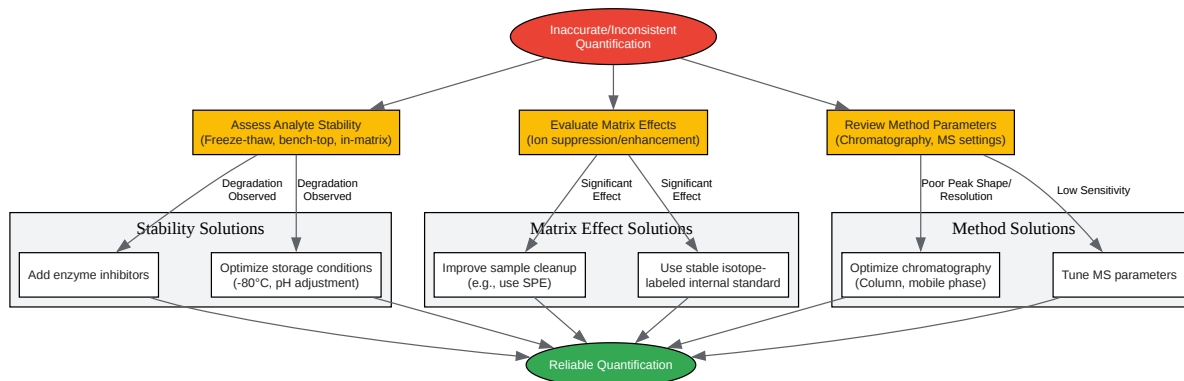 Inaccurate/Inconsistent
Quantification
Assess Analyte Stability
(Freeze-thaw, bench-top, in-matrix)
Evaluate Matrix Effects
(Ion suppression/enhancement)
Review Method Parameters
(Chromatography, MS settings)
Degradation
Observed
Degradation
Observed
Significant
Effect
Significant
Effect
Poor Peak Shape/
Resolution
Low Sensitivity
Stability Solutions
Add enzyme inhibitors
Optimize storage conditions
(-80°C, pH adjustment)
Matrix Effect Solutions
Improve sample cleanup
(e.g., use SPE)
Use stable isotope-
labeled internal standard
Method Solutions
Optimize chromatography
(Column, mobile phase)
Tune MS parameters
Reliable Quantification